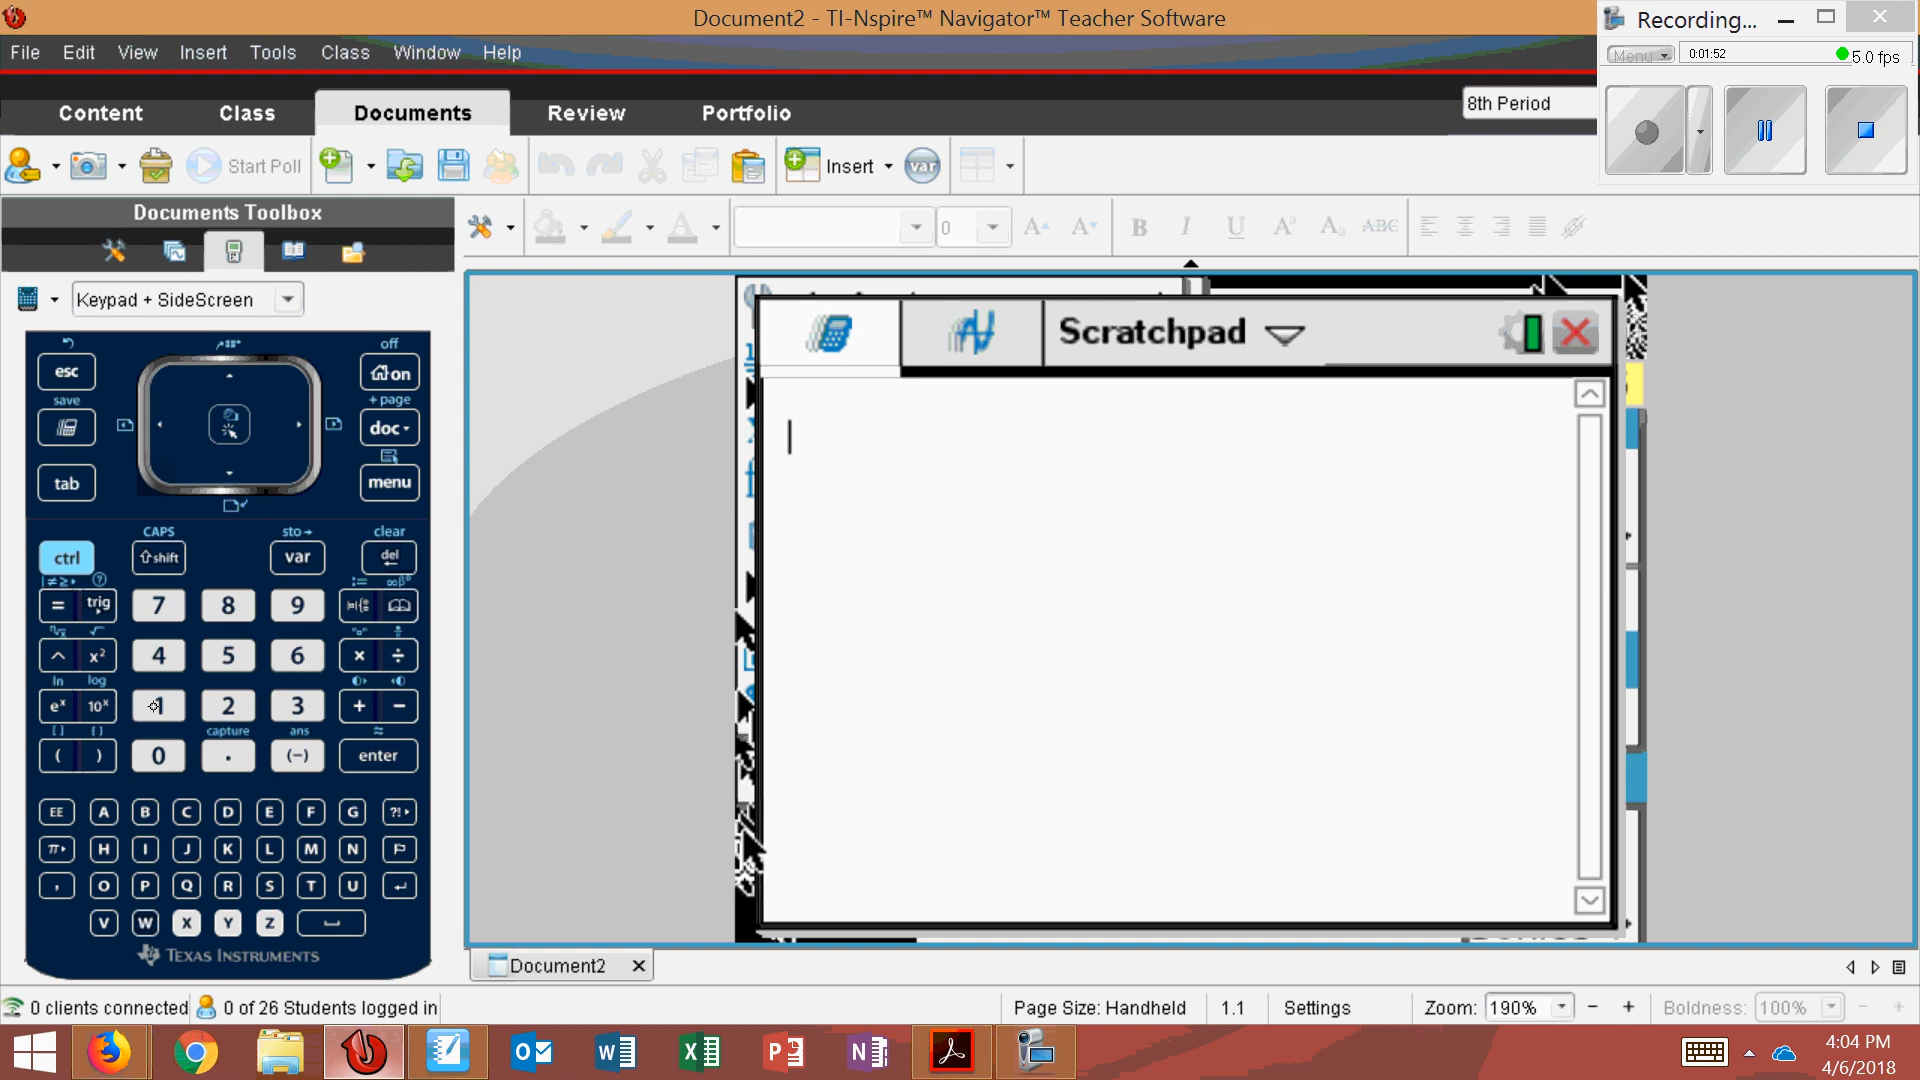 Document2 - TI-Nspire™ Navigator™ Teacher Software
Recording...
File Edit View Insert Tools Class Window Help
Menu 0:01:52 5.0 fps
Content Class Documents Review Portfolio
8th Period
Start Poll Insert var
Documents Toolbox
0 B I U A A ABC
Keypad + SideScreen
Scratchpad
off
esc on
save + page
doc
tab menu
CAPS sto→ clear
ctrl shift var del
= trig 7 8 9
^ x² 4 5 6 × ÷
ln log
eˣ 10ˣ 1 2 3 + −
[ ] { } capture ans ≈
( ) 0 . (−) enter
EE A B C D E F G ?!
π H I J K L M N
, O P Q R S T U
V W X Y Z
TEXAS INSTRUMENTS
Document2
0 clients connected 0 of 26 Students logged in Page Size: Handheld 1.1 Settings Zoom: 190% − + Boldness: 100% − +
4:04 PM
4/6/2018